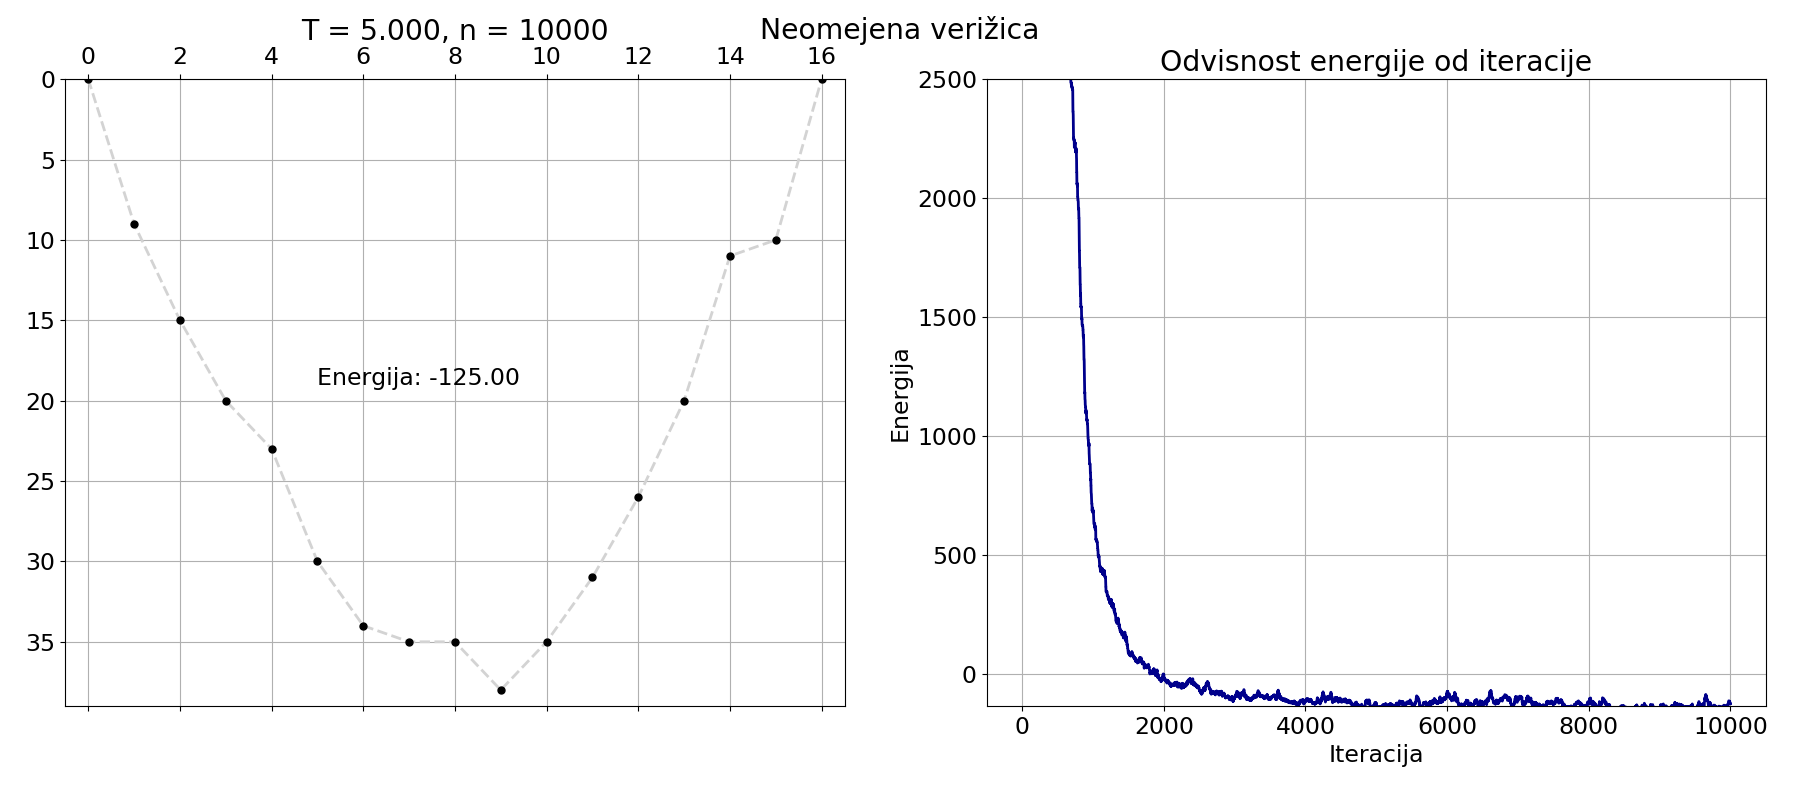 Neomejena verižica
T = 5.000, n = 10000
0 2 4 6 8 10 12 14 16
0
5
10
15
20
25
30
35
Energija: -125.00
Odvisnost energije od iteracije
2500
2000
1500
1000
500
0
Energija
0 2000 4000 6000 8000 10000
Iteracija